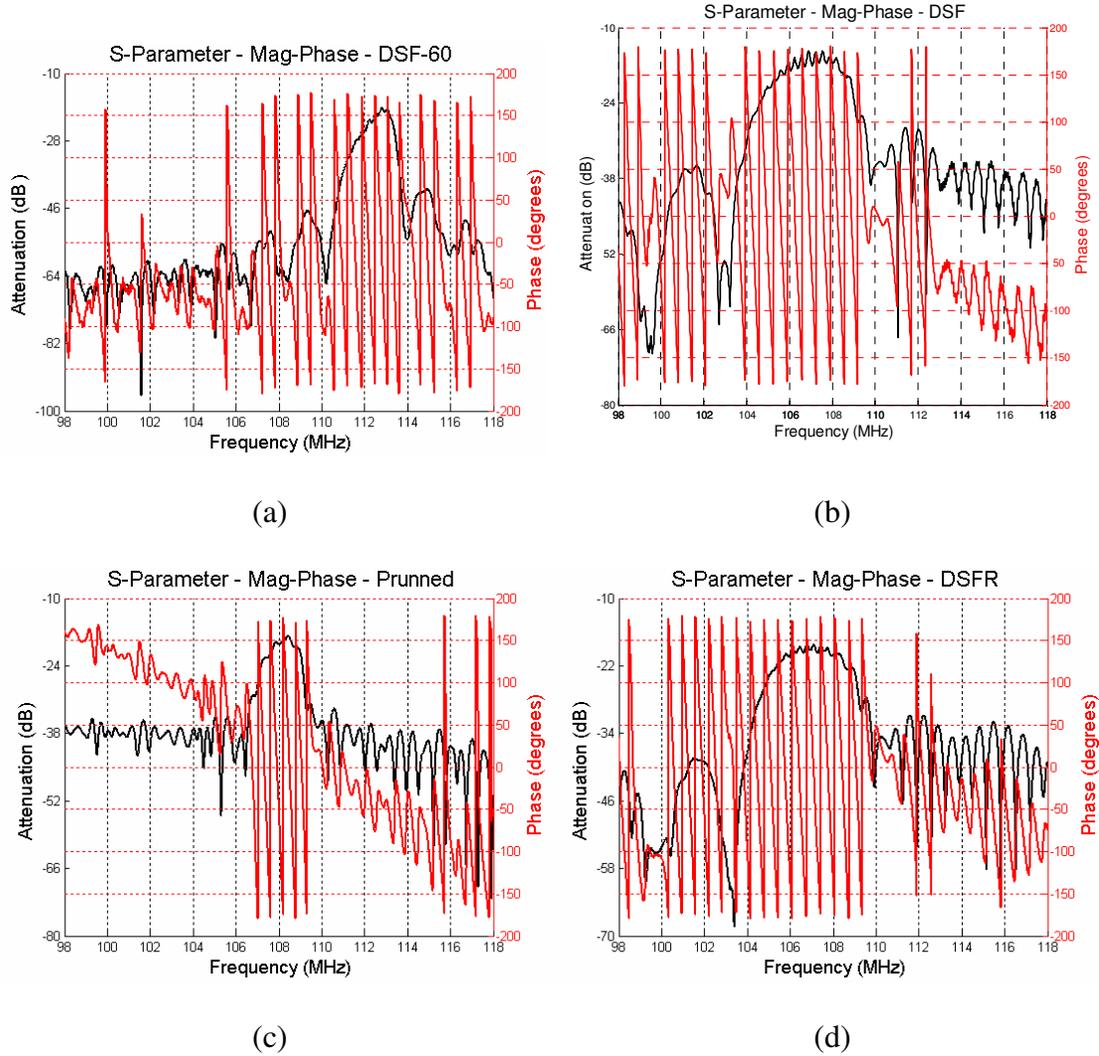 S-Parameter - Mag-Phase - DSF-60
-10
-28
-46
-64
-82
-100
Attenuation (dB )
200
150
100
50
0
-50
-100
-150
-200
Phase (degrees)
98 100 102 104 106 108 110 112 114 116 118
Frequency (MHz)
(a)
S-Parameter - Mag-Phase - DSF
-10
-24
-38
-52
-66
-80
Attenuation (dB)
200
150
100
50
0
50
-100
-150
-200
Phase (degrees)
98 100 102 104 106 108 110 112 114 116 118
Frequency (MHz)
(b)
S-Parameter - Mag-Phase - Prunned
-10
-24
-38
-52
-66
-80
Attenuation (dB)
200
150
100
50
0
-50
-100
-150
-200
Phase (degrees)
98 100 102 104 106 108 110 112 114 116 118
Frequency (MHz)
(c)
S-Parameter - Mag-Phase - DSFR
-10
-22
-34
-46
-58
-70
Attenuation (dB)
200
150
100
50
0
-50
-100
-150
-200
Phase (degrees)
98 100 102 104 106 108 110 112 114 116 118
Frequency (MHz)
(d)